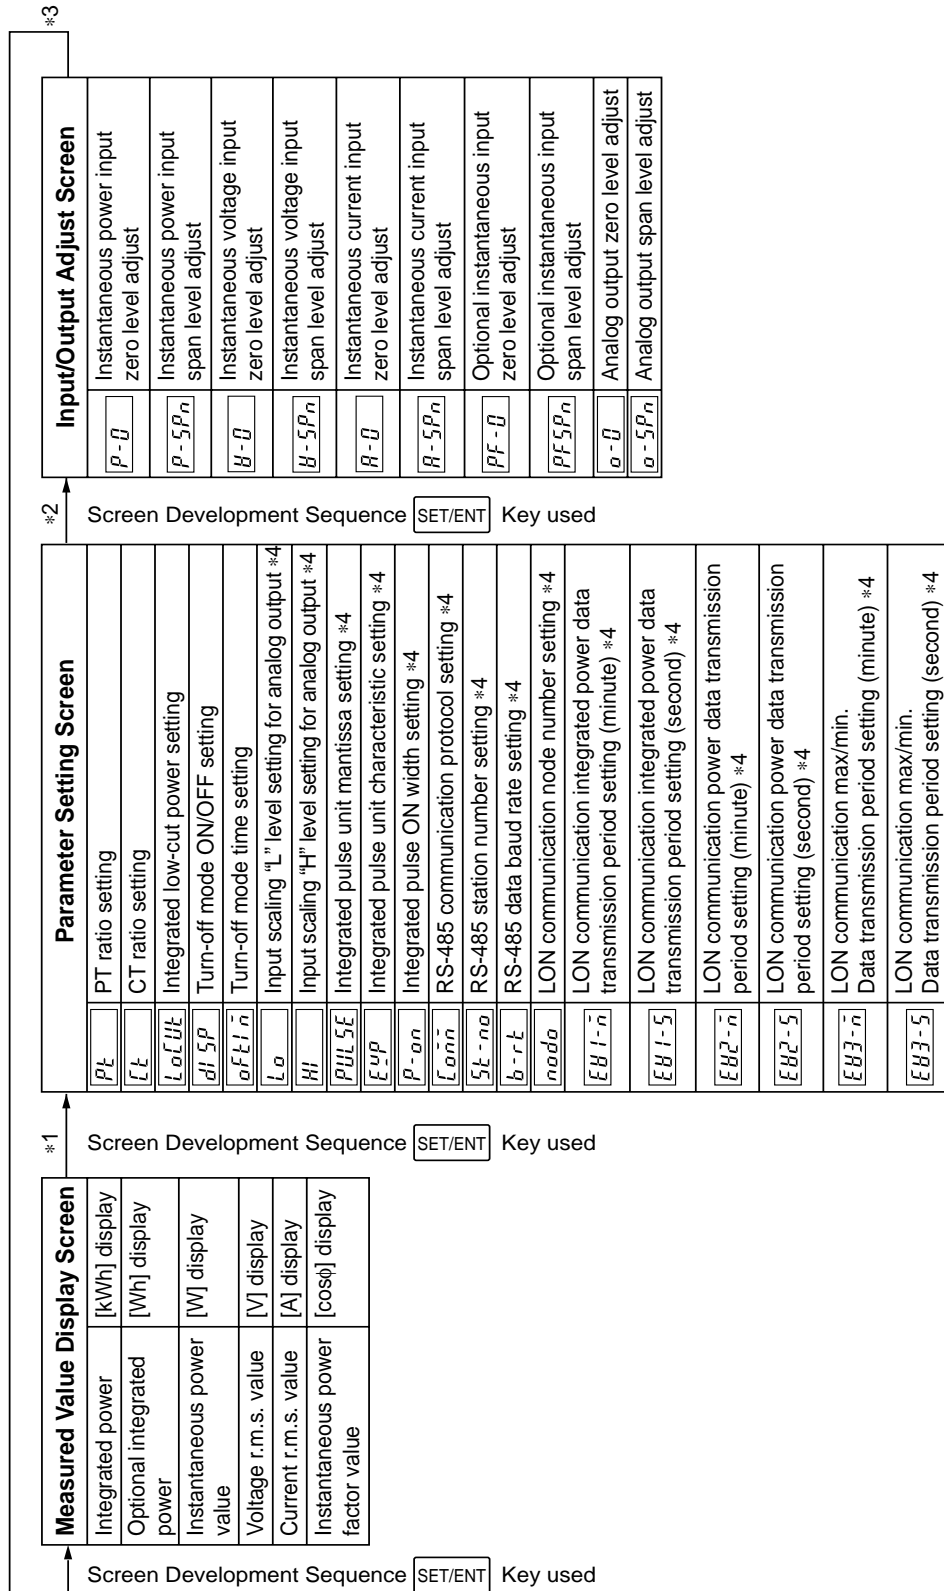 Measured Value Display Screen
Integrated power [kWh] display
Optional integrated [Wh] display
power
Instantaneous power [W] display
value
Voltage r.m.s. value [V] display
Current r.m.s. value [A] display
Instantaneous power [cosϕ] display
factor value
Screen Development Sequence SET/ENT Key used
*1
Parameter Setting Screen
Pt PT ratio setting
Ct CT ratio setting
LoCUt Integrated low-cut power setting
dISP Turn-off mode ON/OFF setting
oFtIm Turn-off mode time setting
Lo Input scaling “L” level setting for analog output *4
HI Input scaling “H” level setting for analog output *4
PULSE Integrated pulse unit mantissa setting *4
EyP Integrated pulse unit characteristic setting *4
P-on Integrated pulse ON width setting *4
Comm RS-485 communication protocol setting *4
St-no RS-485 station number setting *4
b-rt RS-485 data baud rate setting *4
nodo LON communication node number setting *4
EV1-m LON communication integrated power data
transmission period setting (minute) *4
EV1-S LON communication integrated power data
transmission period setting (second) *4
EV2-m LON communication power data transmission
period setting (minute) *4
EV2-S LON communication power data transmission
period setting (second) *4
EV3-m LON communication max/min.
Data transmission period setting (minute) *4
EV3-S LON communication max/min.
Data transmission period setting (second) *4
Screen Development Sequence SET/ENT Key used
*2
Input/Output Adjust Screen
P-0 Instantaneous power input
zero level adjust
P-SPn Instantaneous power input
span level adjust
V-0 Instantaneous voltage input
zero level adjust
V-SPn Instantaneous voltage input
span level adjust
A-0 Instantaneous current input
zero level adjust
A-SPn Instantaneous current input
span level adjust
PF-0 Optional instantaneous input
zero level adjust
PFSPn Optional instantaneous input
span level adjust
o-0 Analog output zero level adjust
o-SPn Analog output span level adjust
Screen Development Sequence SET/ENT Key used
*3